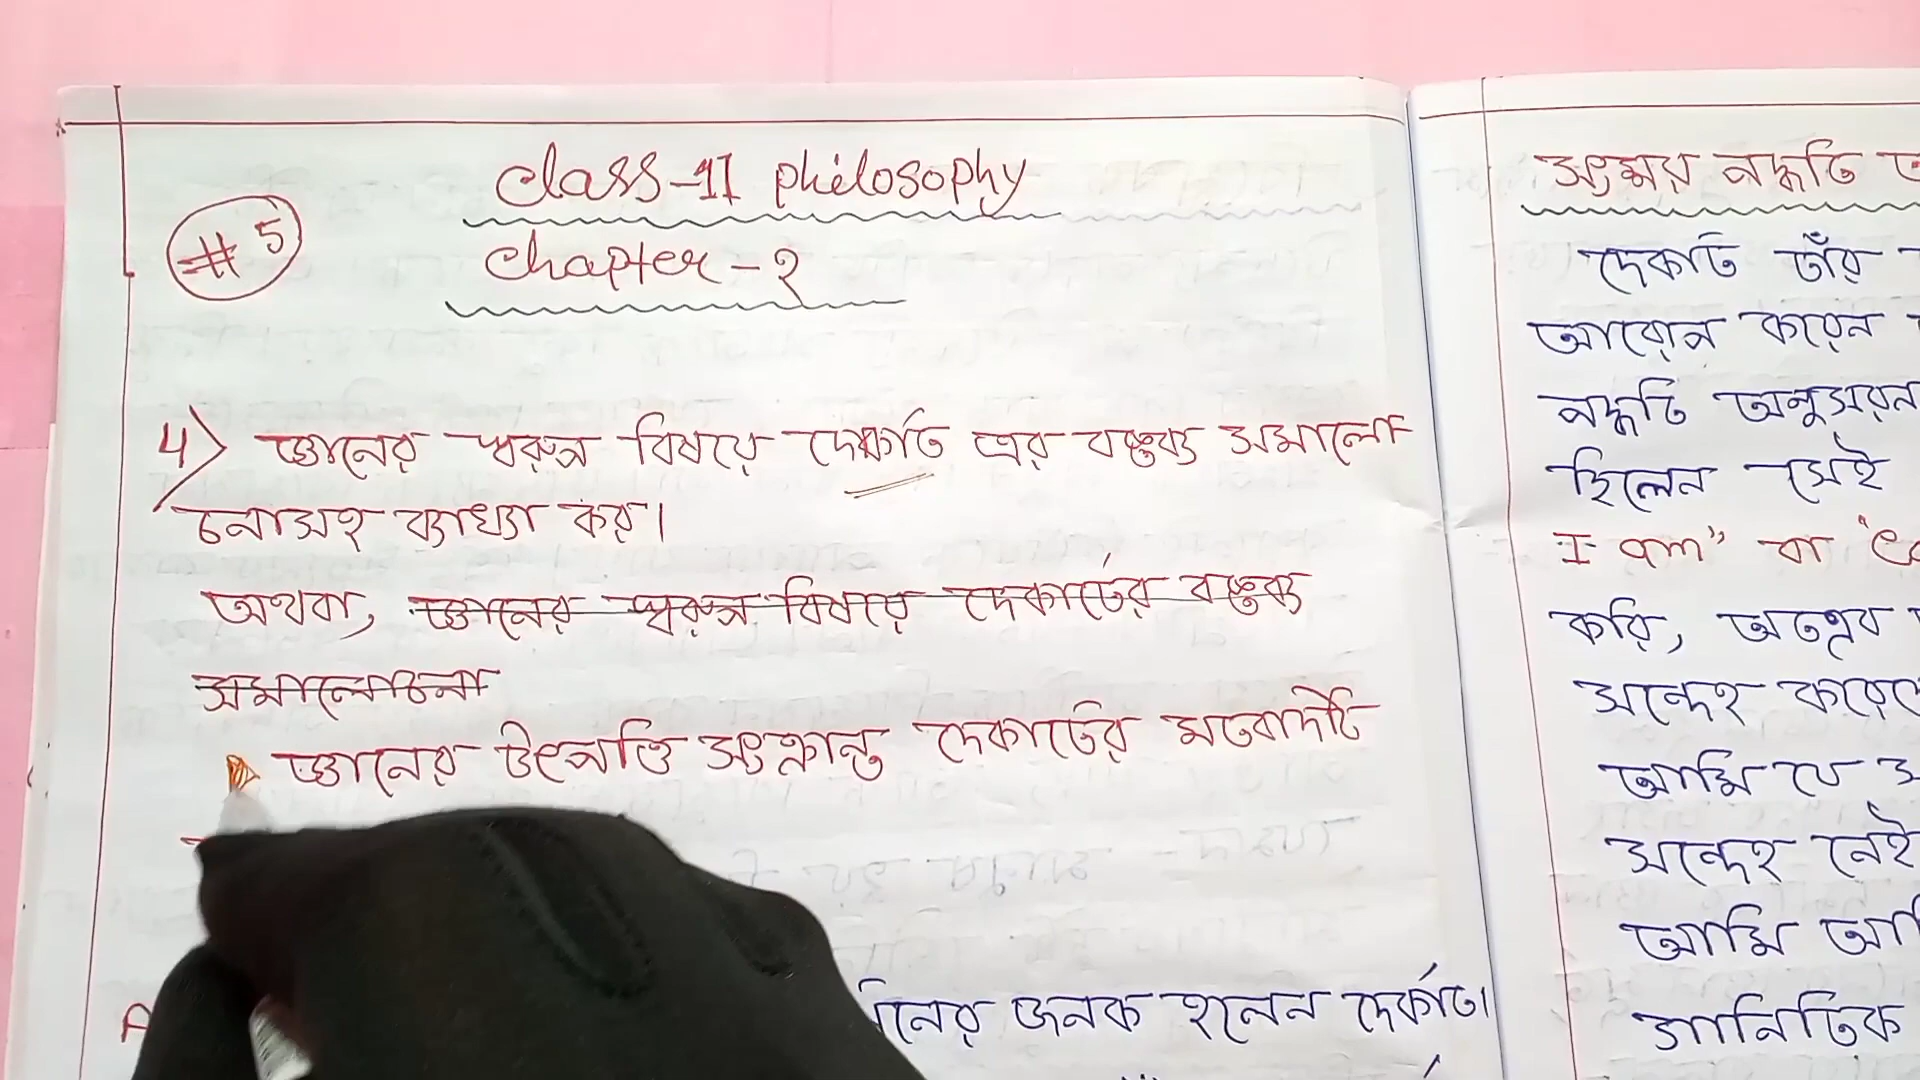 Class-11 philosophy
#5
Chapter-2
4) জ্ঞানের স্বরূপ বিষয়ে দেকার্ত এর বক্তব্য সমালো
চনাসহ ব্যাখ্যা কর।
অথবা, জ্ঞানের স্বরূপ বিষয়ে দেকার্তের বক্তব্য
সমালোচনা
জ্ঞানের উৎপত্তি সংক্রান্ত দেকার্তের মতবাদটি
জনক হলেন দেকার্ত।
সংশয় পদ্ধতি
দেকার্ত তাঁর
আরোপ করেন
পদ্ধতি অনুসরন
ছিলেন সেই
I am" বা
করি, অতএব
সন্দেহ
আমি যে
সন্দেহ নেই
আমি
গানিতিক